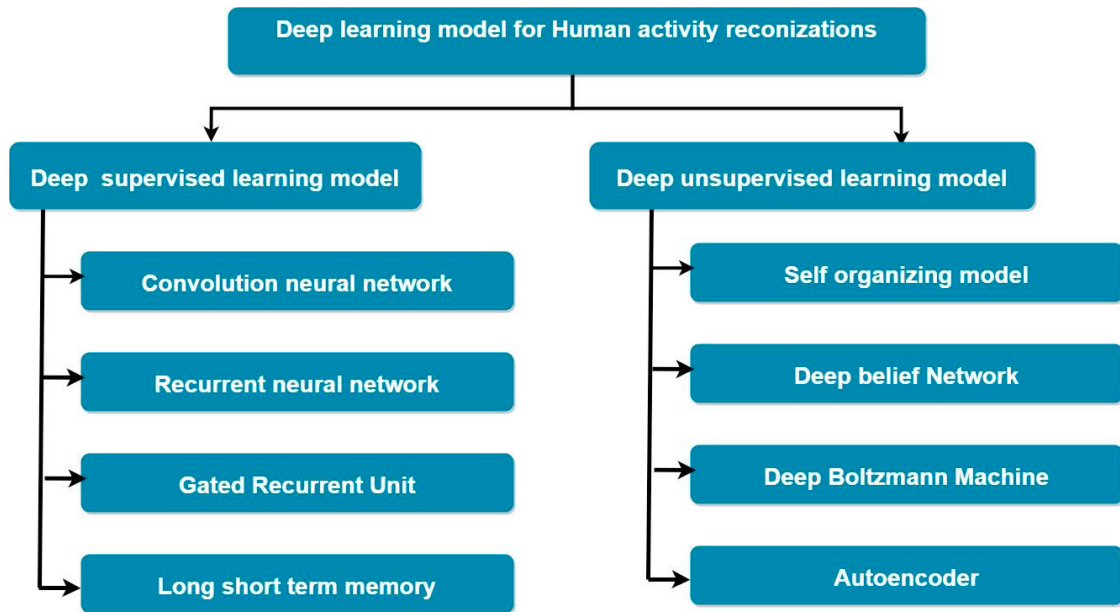 Deep learning model for Human activity reconizations
Deep supervised learning model
Convolution neural network
Recurrent neural network
Gated Recurrent Unit
Long short term memory
Deep unsupervised learning model
Self organizing model
Deep belief Network
Deep Boltzmann Machine
Autoencoder